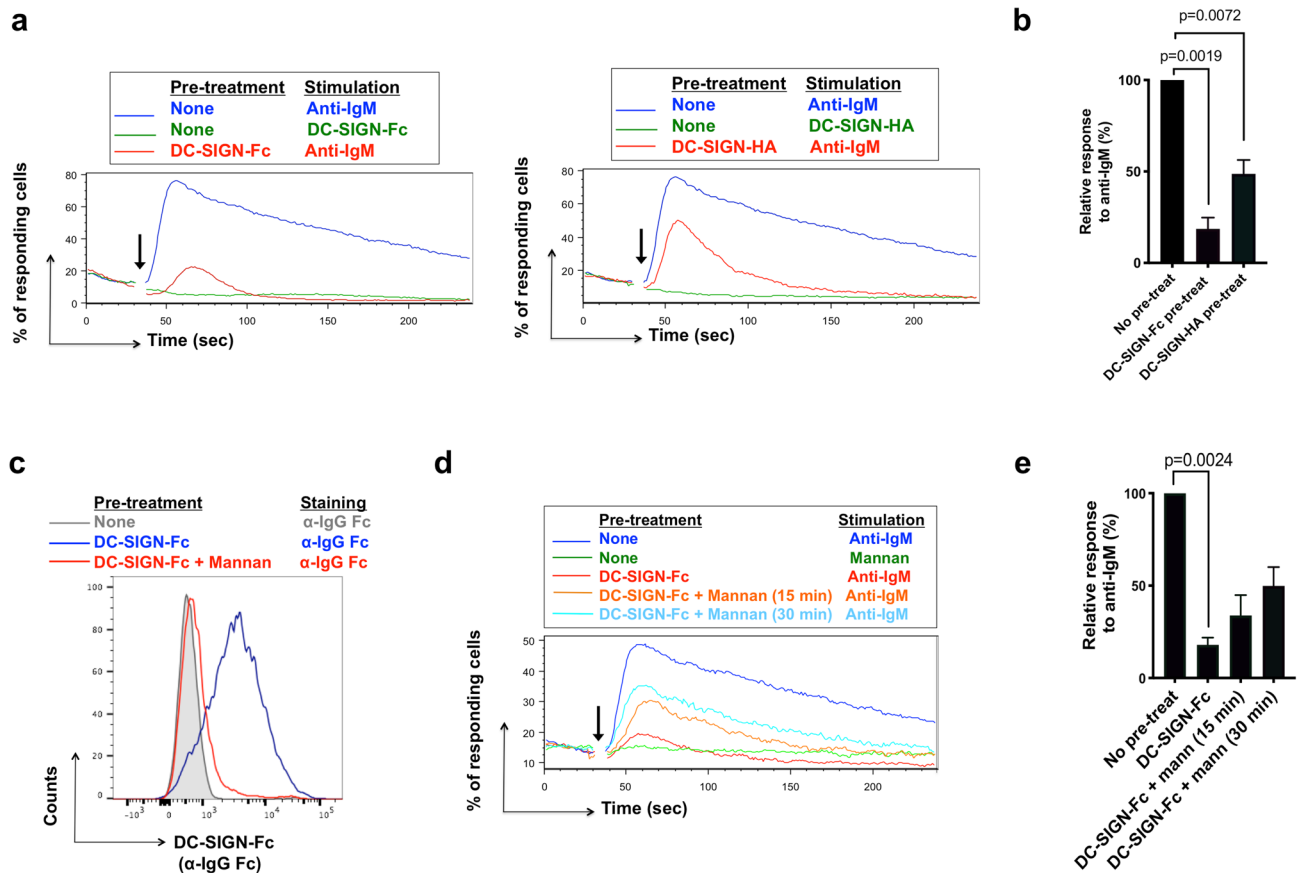 a
Pre-treatment Stimulation
None Anti-IgM
None DC-SIGN-Fc
DC-SIGN-Fc Anti-IgM
% of responding cells
80
60
40
20
0
0 50 100 150 200
Time (sec)
Pre-treatment Stimulation
None Anti-IgM
None DC-SIGN-HA
DC-SIGN-HA Anti-IgM
% of responding cells
80
60
40
20
0 50 100 150 200
Time (sec)
b
p=0.0072
p=0.0019
Relative response
to anti-IgM (%)
100
50
0
No pre-treat
DC-SIGN-Fc pre-treat
DC-SIGN-HA pre-treat
c
Pre-treatment Staining
None α-IgG Fc
DC-SIGN-Fc α-IgG Fc
DC-SIGN-Fc + Mannan α-IgG Fc
Counts
100
80
60
40
20
0
-10³ 0 10³ 10⁴ 10⁵
DC-SIGN-Fc
(α-IgG Fc)
d
Pre-treatment Stimulation
None Anti-IgM
None Mannan
DC-SIGN-Fc Anti-IgM
DC-SIGN-Fc + Mannan (15 min) Anti-IgM
DC-SIGN-Fc + Mannan (30 min) Anti-IgM
% of responding cells
50
40
30
20
10
0 50 100 150 200
Time (sec)
e
p=0.0024
Relative response
to anti-IgM (%)
100
50
0
No pre-treat
DC-SIGN-Fc
DC-SIGN-Fc + mann (15 min)
DC-SIGN-Fc + mann (30 min)